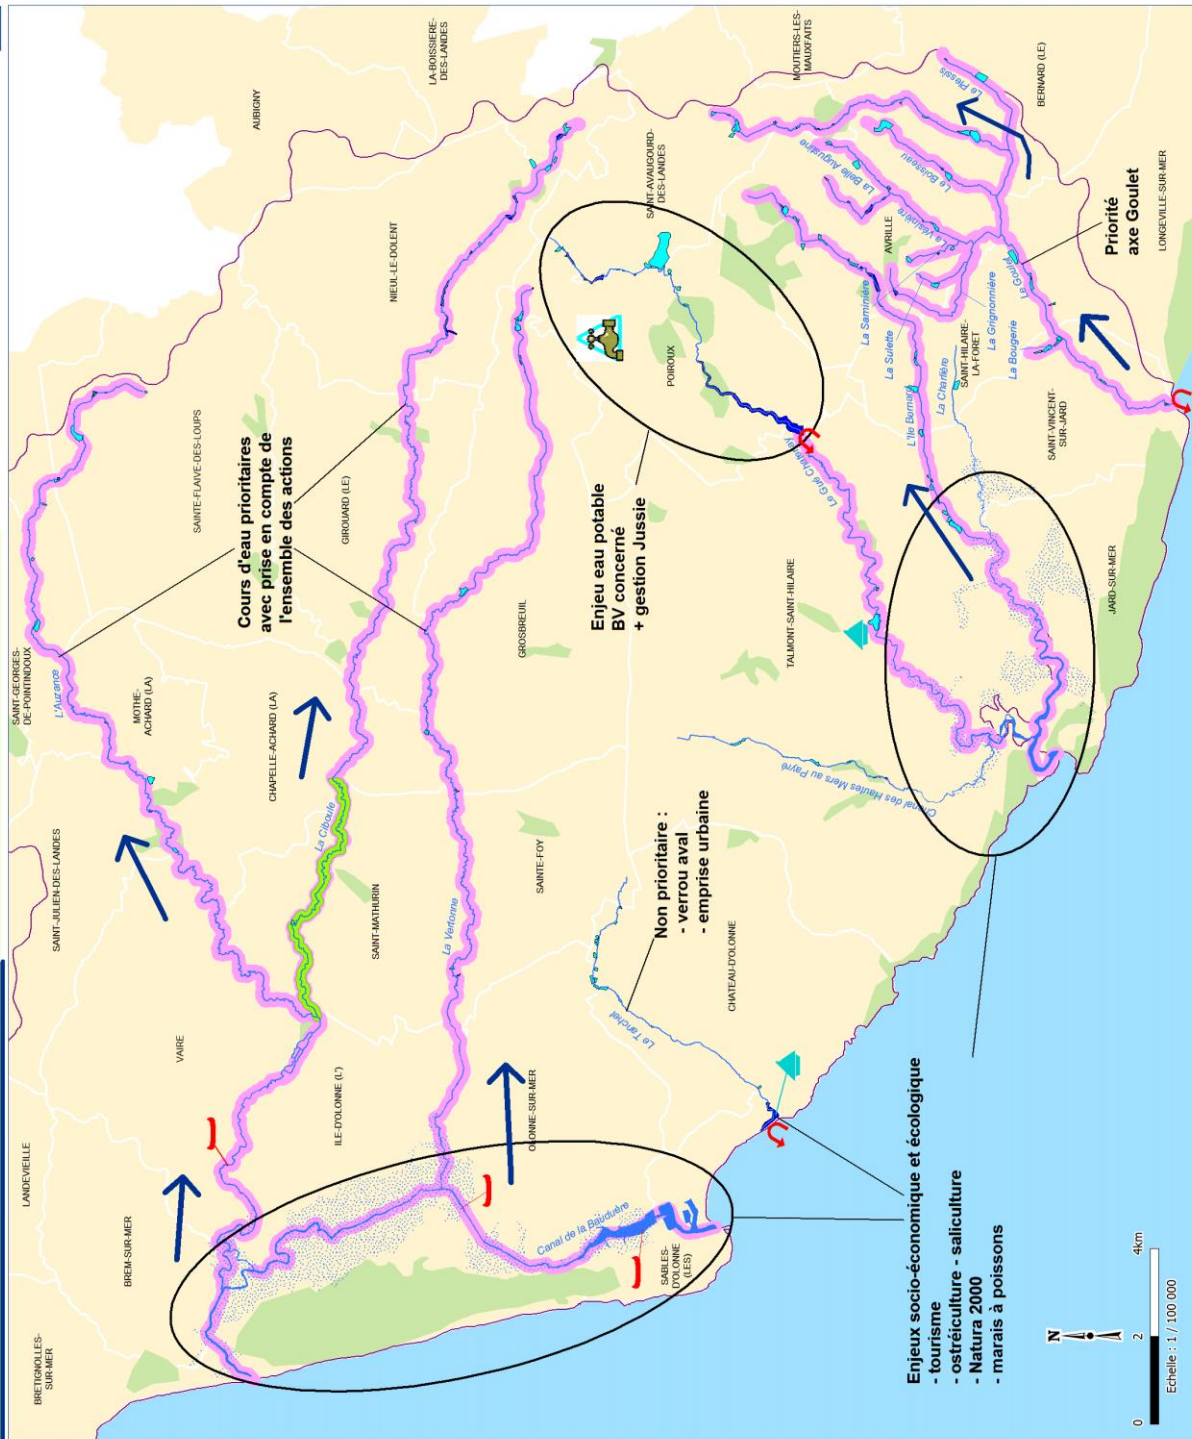 BRETIGNOLLES-
SUR-MER
LANDEVIEILLE
SAINT-JULIEN-DES-LANDES
SAINT-GEORGES-
DE-POINTINDOUX
AUBIGNY
LA-BOISSIERE-
DES-LANDES
MOUTIERS-LES-
MAUXFAITS
BERNARD (LE)
LONGEVILLE-SUR-MER
BREM-SUR-MER
VAIRE
MOTHE-
ACHARD (LA)
L'Auzance
SAINTE-FLAIVE-DES-LOUPS
CHAPELLE-ACHARD (LA)
Cours d'eau prioritaires
avec prise en compte de
l'ensemble des actions
GIROUARD (LE)
NIEUL-LE-DOLENT
La Ciboule
SAINT-MATHURIN
ILE-D'OLONNE (L')
La Vertonne
GROSBREUIL
SAINTE-FOY
OLONNE-SUR-MER
Canal de la Bauduère
SABLES-
D'OLONNE
(LES)
Enjeu eau potable
BV concerné
+ gestion Jussie
POIROUX
SAINT-AVAUGOURD-
DES-LANDES
Le Gué Chatenay
TALMONT-SAINT-HILAIRE
Chenal des Hautes Mers au Payré
Non prioritaire :
- verrou aval
- emprise urbaine
Le Tanchet
CHATEAU-D'OLONNE
Le Plessis
Le Boisseau
La Belle Augustine
La Vésinière
AVRILLE
La Saminière
La Sulette
La Grignonnière
La Bougerie
Le Goulet
L'Ile Bernard
La Charlière
SAINT-HILAIRE-
LA-FORET
SAINT-VINCENT-
SUR-JARD
JARD-SUR-MER
Priorité
axe Goulet
Enjeux socio-économique et écologique
- tourisme
- ostréiculture - saliculture
- Natura 2000
- marais à poissons
N
0 2 4km
Echelle : 1 / 100 000